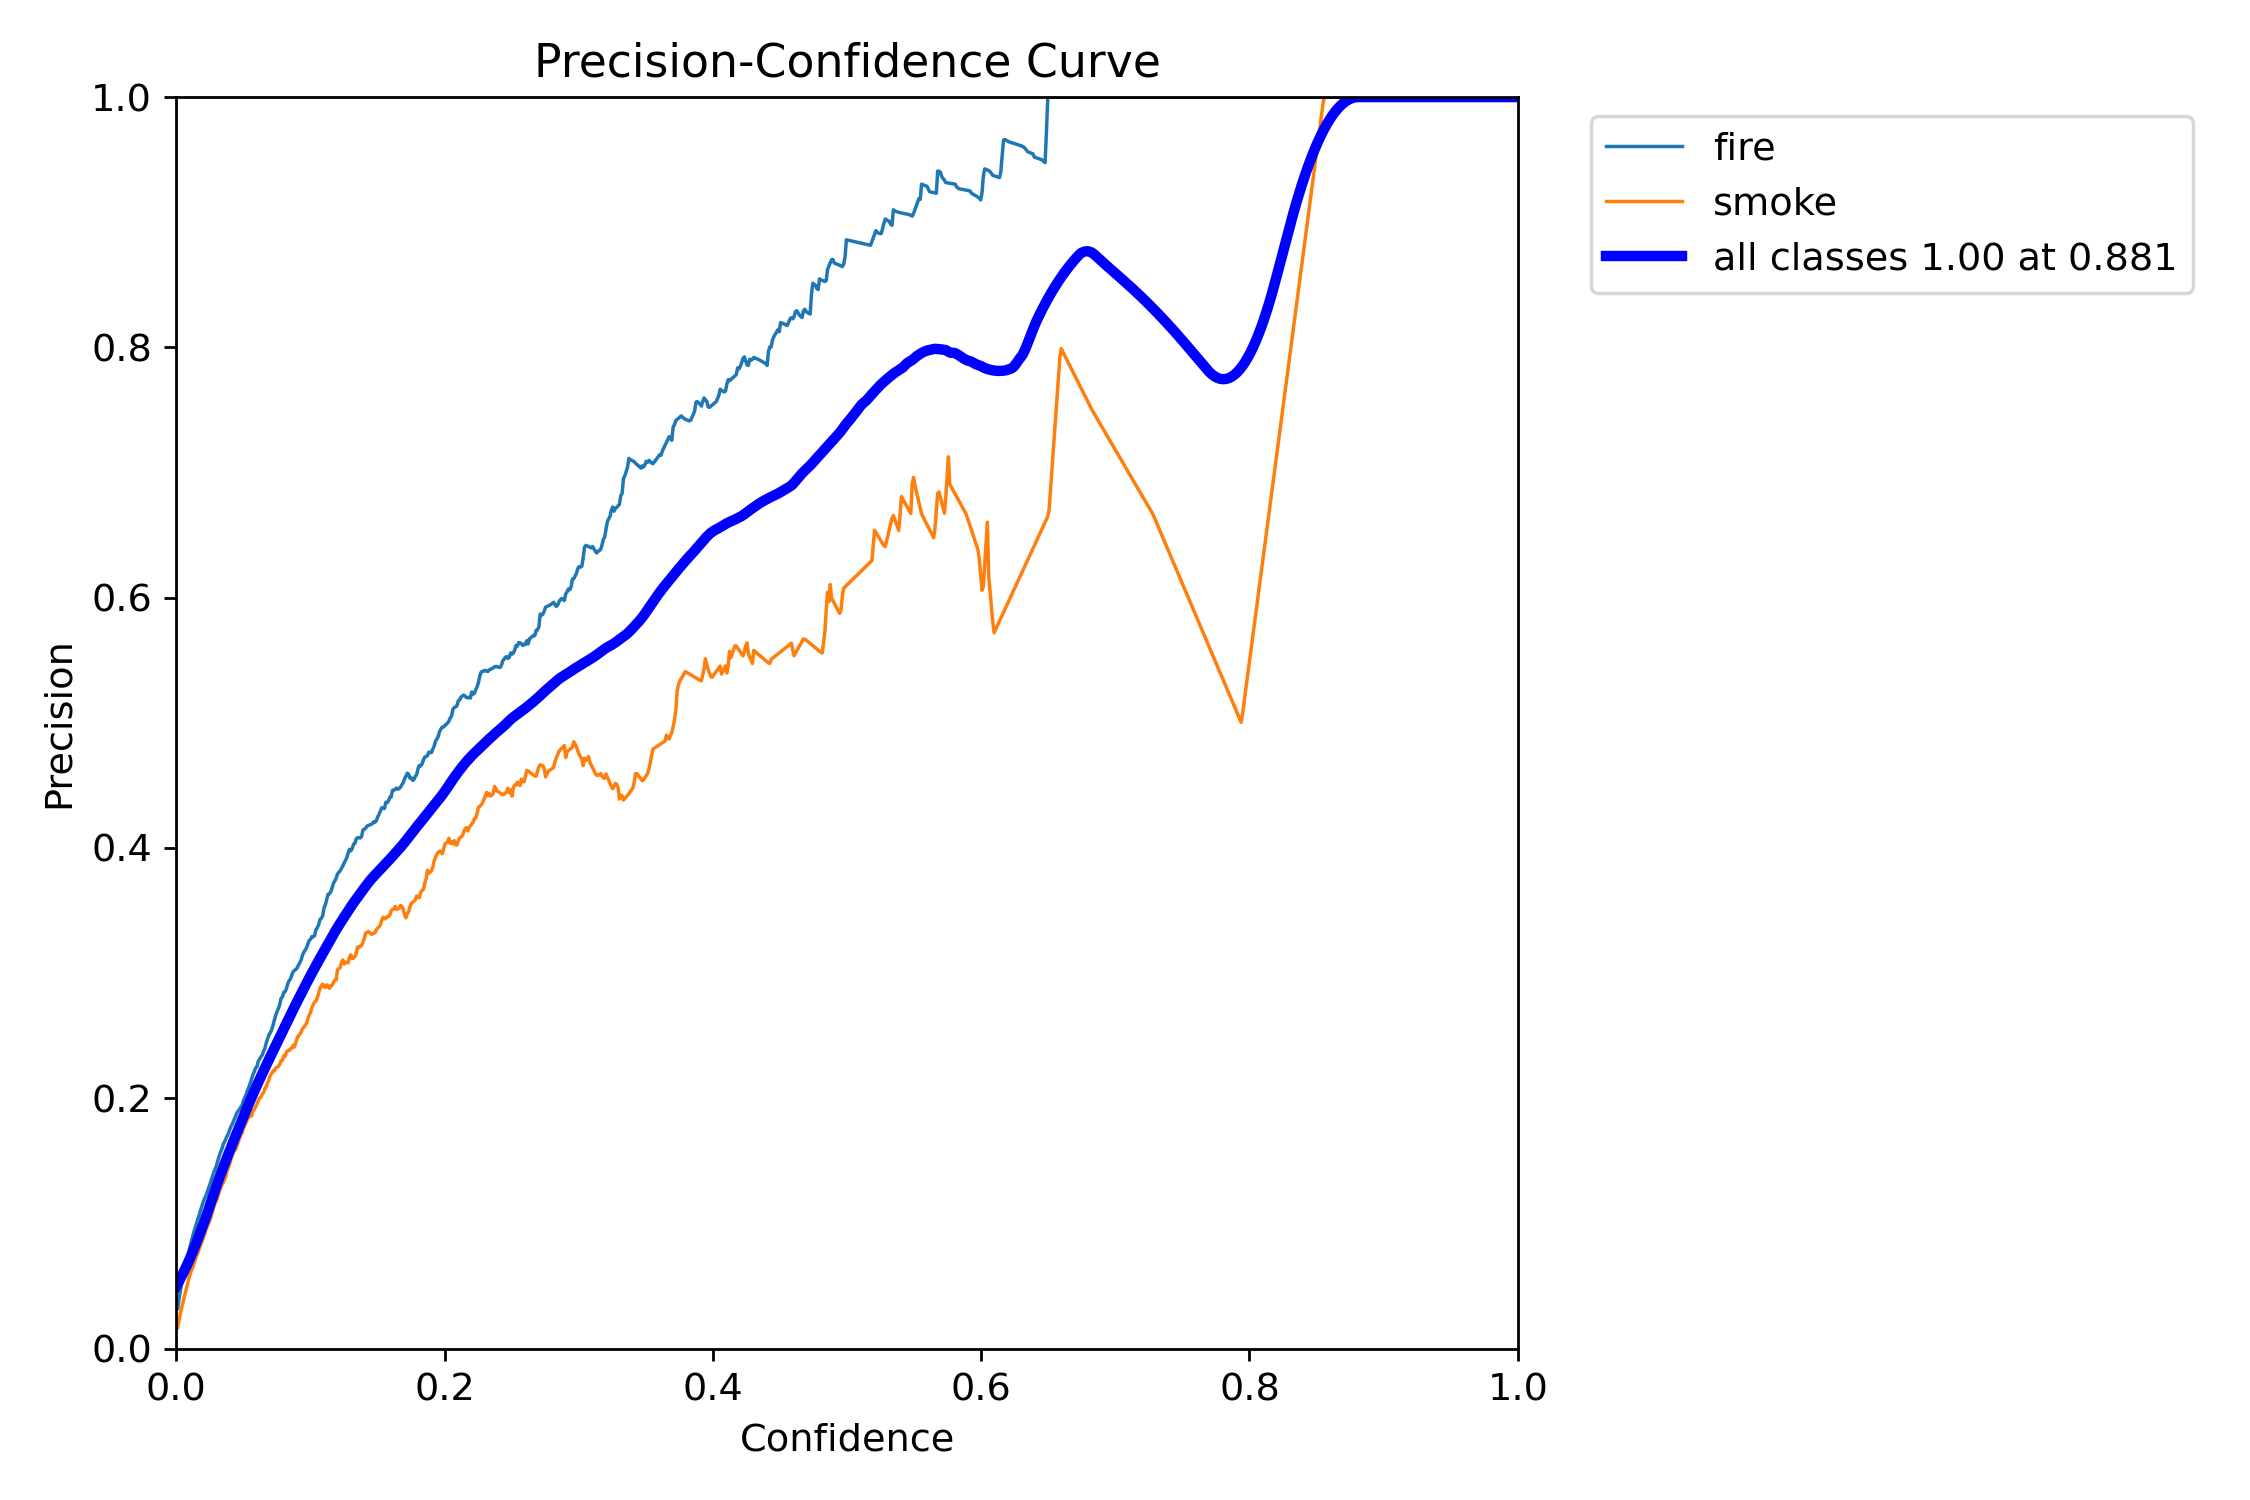 Precision-Confidence Curve
1.0
0.8
0.6
0.4
0.2
0.0
Precision
0.0 0.2 0.4 0.6 0.8 1.0
Confidence
fire
smoke
all classes 1.00 at 0.881